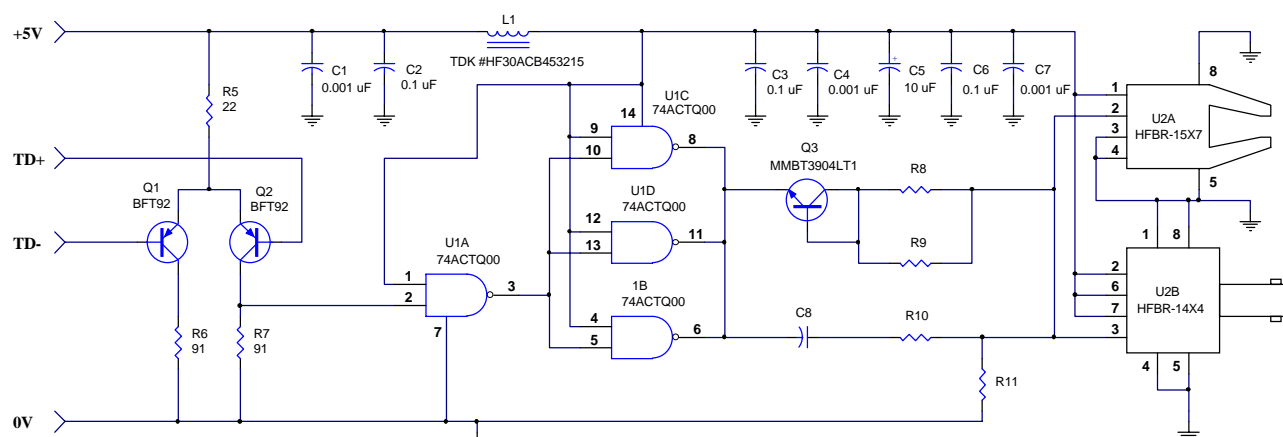 +5V
L1
TDK #HF30ACB453215
R5
22
C1
0.001 uF
C2
0.1 uF
C3
0.1 uF
C4
0.001 uF
+
C5
10 uF
C6
0.1 uF
C7
0.001 uF
8
1
2
3
4
5
U2A
HFBR-15X7
U1C
74ACTQ00
14
9
10
8
TD+
Q1
BFT92
Q2
BFT92
TD-
Q3
MMBT3904LT1
R8
R9
U1D
74ACTQ00
12
13
11
U1A
74ACTQ00
1
2
3
7
1B
74ACTQ00
4
5
6
C8
R10
R11
R6
91
R7
91
1
8
2
6
7
3
4
5
U2B
HFBR-14X4
0V